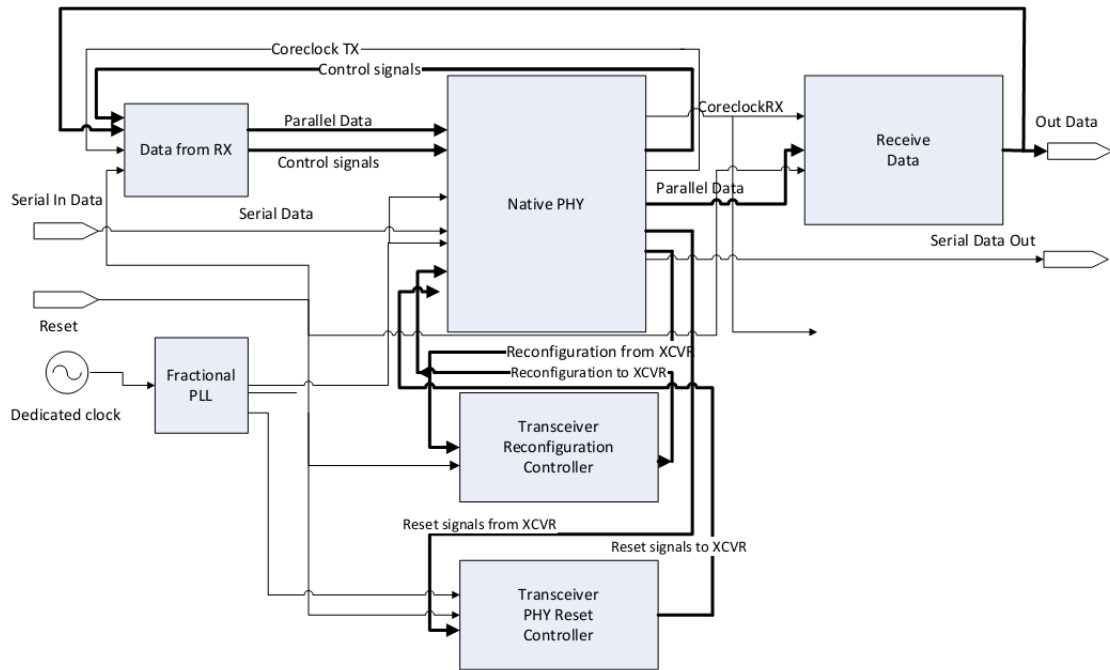 Coreclock TX
Control signals
CoreclockRX
Out Data
Parallel Data
Data from RX
Control signals
Receive
Data
Native PHY
Parallel Data
Serial In Data
Serial Data
Serial Data Out
Reset
Reconfiguration from XCVR
Reconfiguration to XCVR
Fractional
PLL
Dedicated clock
Transceiver
Reconfiguration
Controller
Reset signals from XCVR
Reset signals to XCVR
Transceiver
PHY Reset
Controller